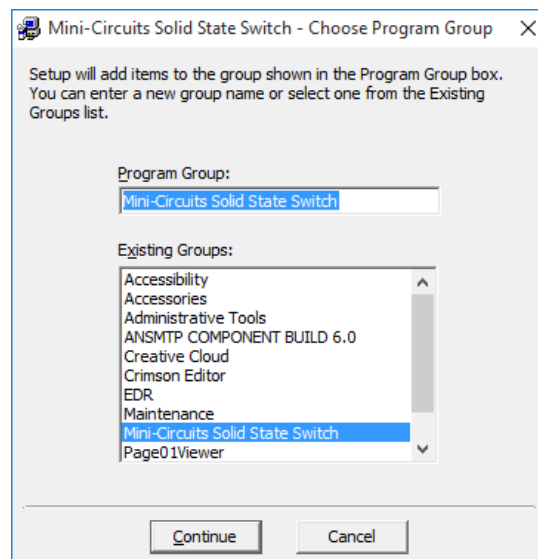 Mini-Circuits Solid State Switch - Choose Program Group
Setup will add items to the group shown in the Program Group box.
You can enter a new group name or select one from the Existing
Groups list.
Program Group:
Mini-Circuits Solid State Switch
Existing Groups:
Accessibility
Accessories
Administrative Tools
ANSMTP COMPONENT BUILD 6.0
Creative Cloud
Crimson Editor
EDR
Maintenance
Mini-Circuits Solid State Switch
Page01Viewer
Continue
Cancel